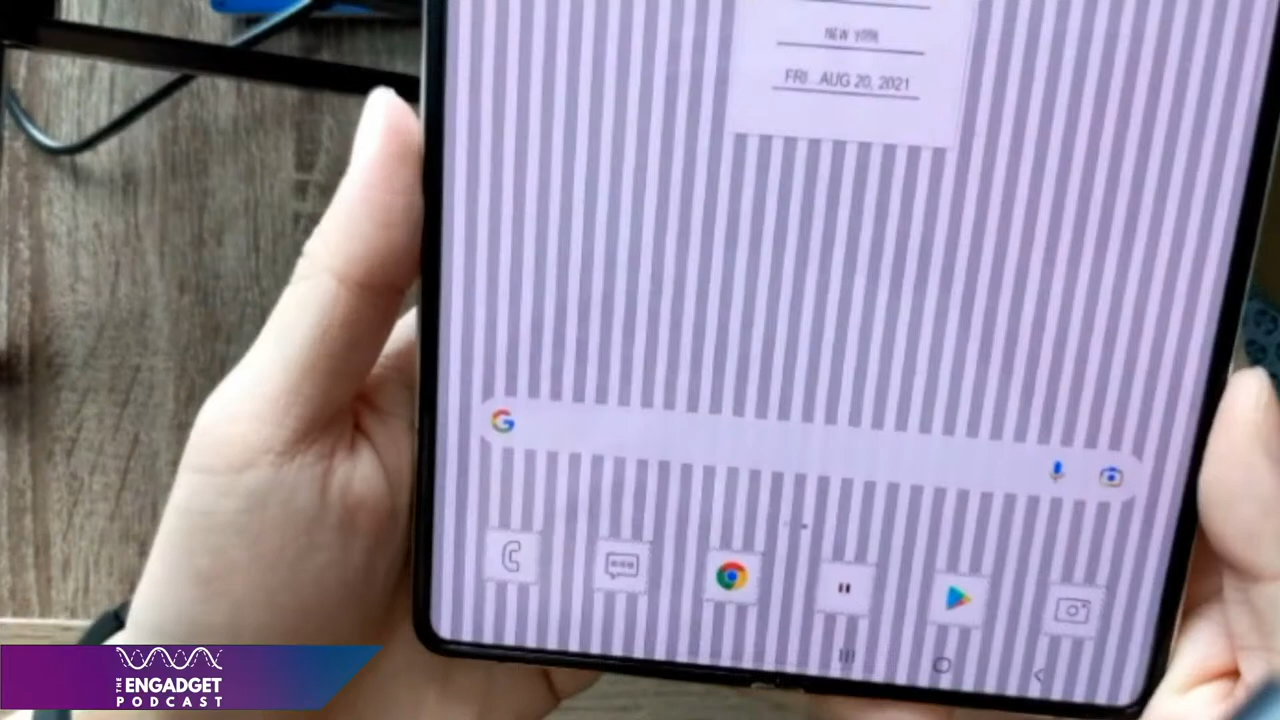 NEW YORK
FRI . AUG 20, 2021
THE
ENGADGET
PODCAST